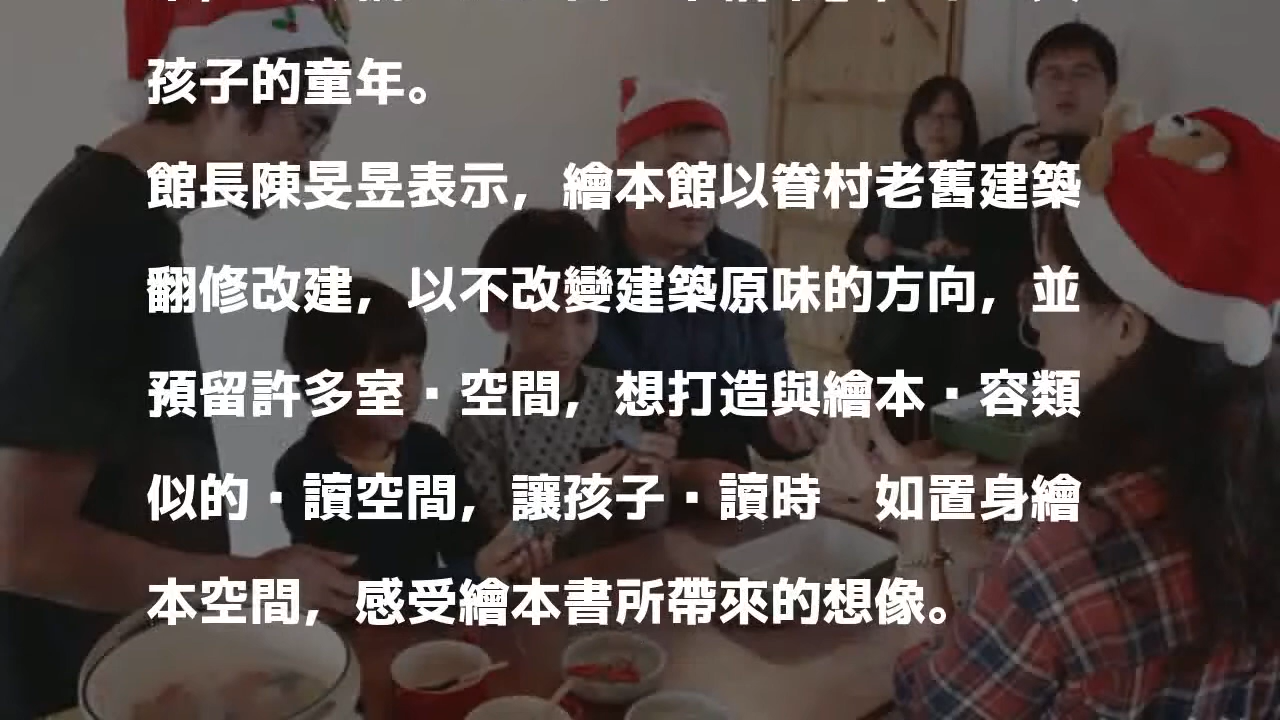 孩子的童年。
館長陳旻昱表示，繪本館以眷村老舊建築
翻修改建，以不改變建築原味的方向，並
預留許多室·空間，想打造與繪本·容類
似的·讀空間，讓孩子·讀時　如置身繪
本空間，感受繪本書所帶來的想像。